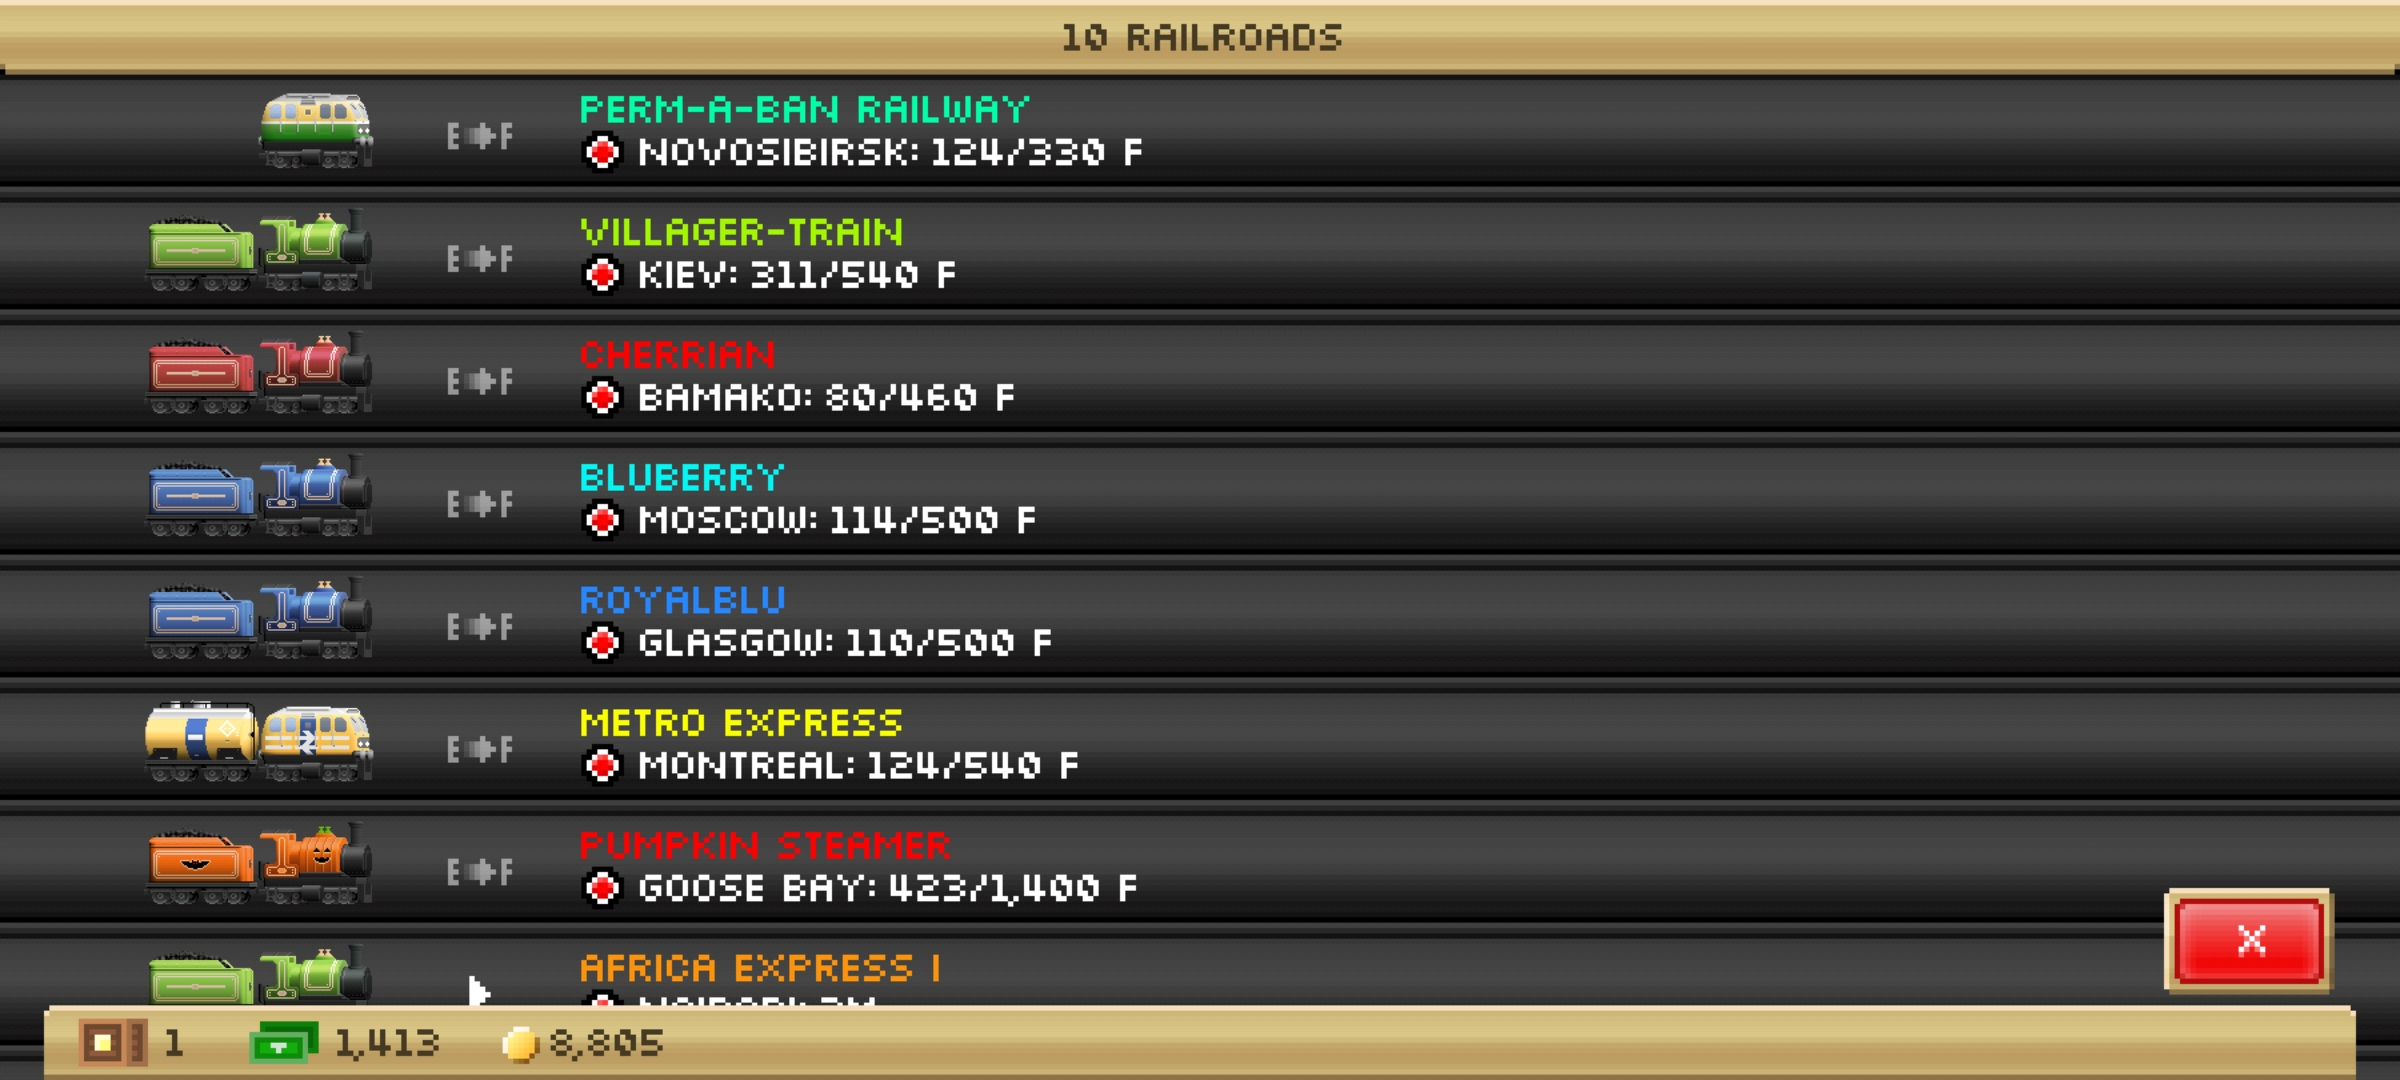 10 RAILROADS
PERM-A-BAN RAILWAY
E F
NOVOSIBIRSK: 124/330 F
VILLAGER-TRAIN
E F
KIEV: 311/540 F
CHERRIAN
E F
BAMAKO: 80/460 F
BLUBERRY
E F
MOSCOW: 114/500 F
ROYALBLU
E F
GLASGOW: 110/500 F
METRO EXPRESS
E F
MONTREAL: 124/540 F
PUMPKIN STEAMER
E F
GOOSE BAY: 423/1,400 F
X
AFRICA EXPRESS I
1 1,413 8,805